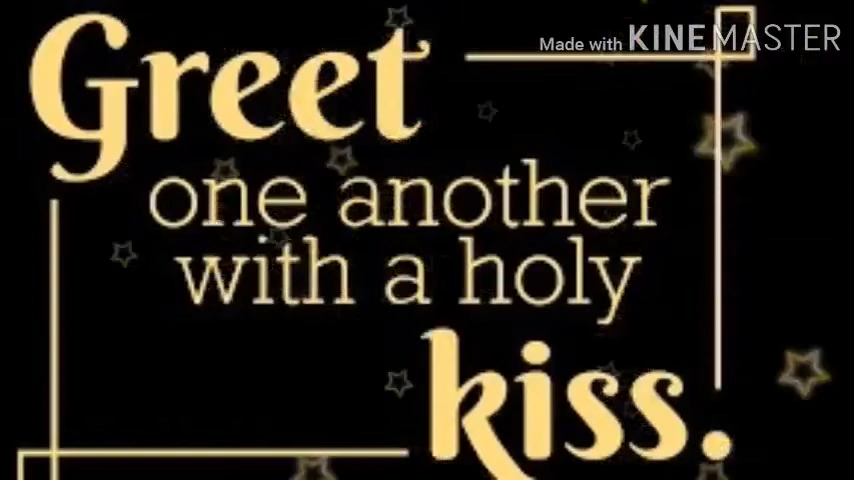 Made with KINEMASTER
Greet
one another
with a holy
kiss.